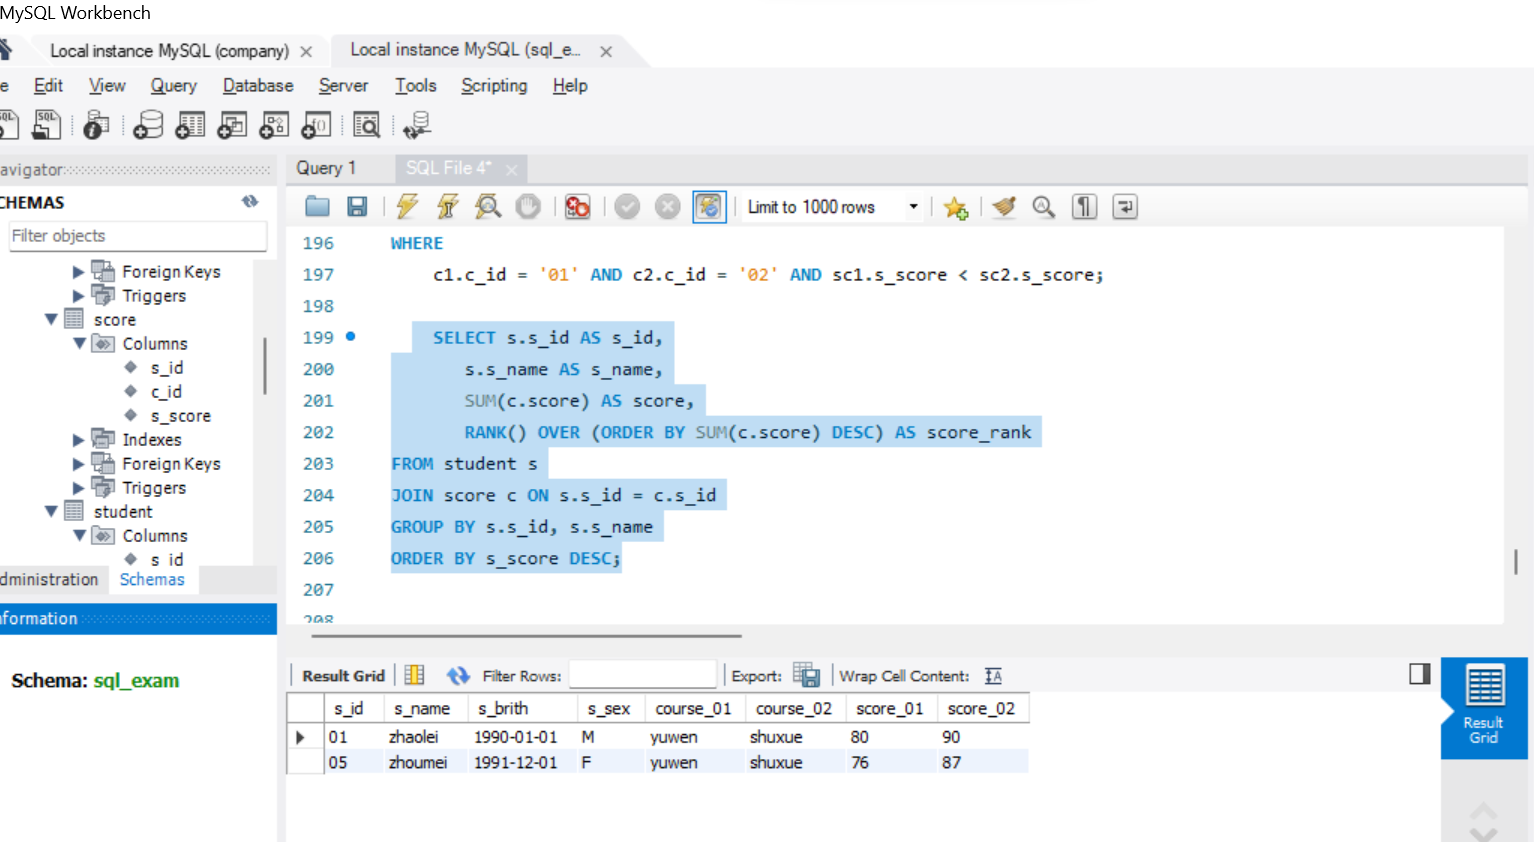 MySQL Workbench
Local instance MySQL (company) Local instance MySQL (sql_e...
e Edit View Query Database Server Tools Scripting Help
avigator
Query 1 SQL File 4*
CHEMAS
Limit to 1000 rows
Filter objects
Foreign Keys
Triggers
score
Columns
s_id
c_id
s_score
Indexes
Foreign Keys
Triggers
student
Columns
s_id
dministration Schemas
nformation
Schema: sql_exam
196 WHERE
197 c1.c_id = '01' AND c2.c_id = '02' AND sc1.s_score < sc2.s_score;
198
199 SELECT s.s_id AS s_id,
200 s.s_name AS s_name,
201 SUM(c.score) AS score,
202 RANK() OVER (ORDER BY SUM(c.score) DESC) AS score_rank
203 FROM student s
204 JOIN score c ON s.s_id = c.s_id
205 GROUP BY s.s_id, s.s_name
206 ORDER BY s_score DESC;
207
208
Result Grid Filter Rows: Export: Wrap Cell Content:
s_id s_name s_brith s_sex course_01 course_02 score_01 score_02
01 zhaolei 1990-01-01 M yuwen shuxue 80 90
05 zhoumei 1991-12-01 F yuwen shuxue 76 87
Result
Grid